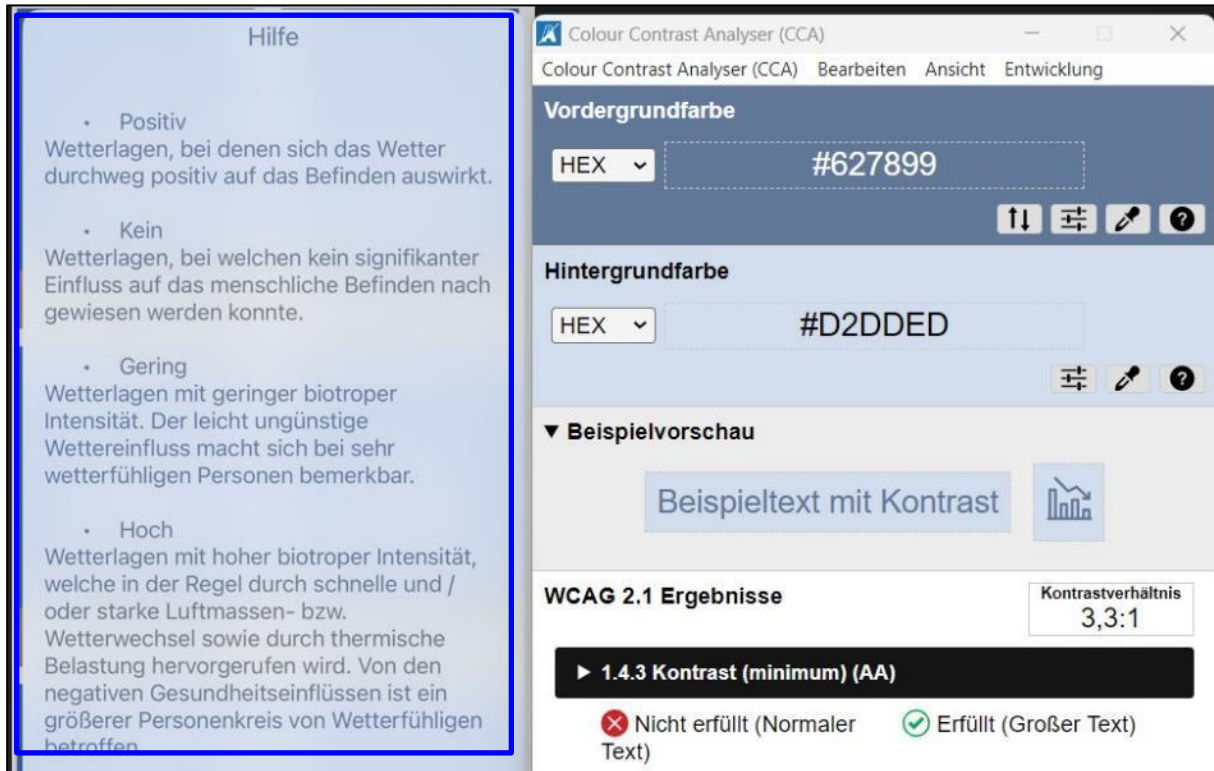 Hilfe
• Positiv
Wetterlagen, bei denen sich das Wetter
durchweg positiv auf das Befinden auswirkt.
• Kein
Wetterlagen, bei welchen kein signifikanter
Einfluss auf das menschliche Befinden nach
gewiesen werden konnte.
• Gering
Wetterlagen mit geringer biotroper
Intensität. Der leicht ungünstige
Wettereinfluss macht sich bei sehr
wetterfühligen Personen bemerkbar.
• Hoch
Wetterlagen mit hoher biotroper Intensität,
welche in der Regel durch schnelle und /
oder starke Luftmassen- bzw.
Wetterwechsel sowie durch thermische
Belastung hervorgerufen wird. Von den
negativen Gesundheitseinflüssen ist ein
größerer Personenkreis von Wetterfühligen
betroffen.
Colour Contrast Analyser (CCA)
Colour Contrast Analyser (CCA) Bearbeiten Ansicht Entwicklung
Vordergrundfarbe
HEX #627899
Hintergrundfarbe
HEX #D2DDED
▼ Beispielvorschau
Beispieltext mit Kontrast
WCAG 2.1 Ergebnisse
Kontrastverhältnis
3,3:1
▶ 1.4.3 Kontrast (minimum) (AA)
Nicht erfüllt (Normaler
Text)
Erfüllt (Großer Text)